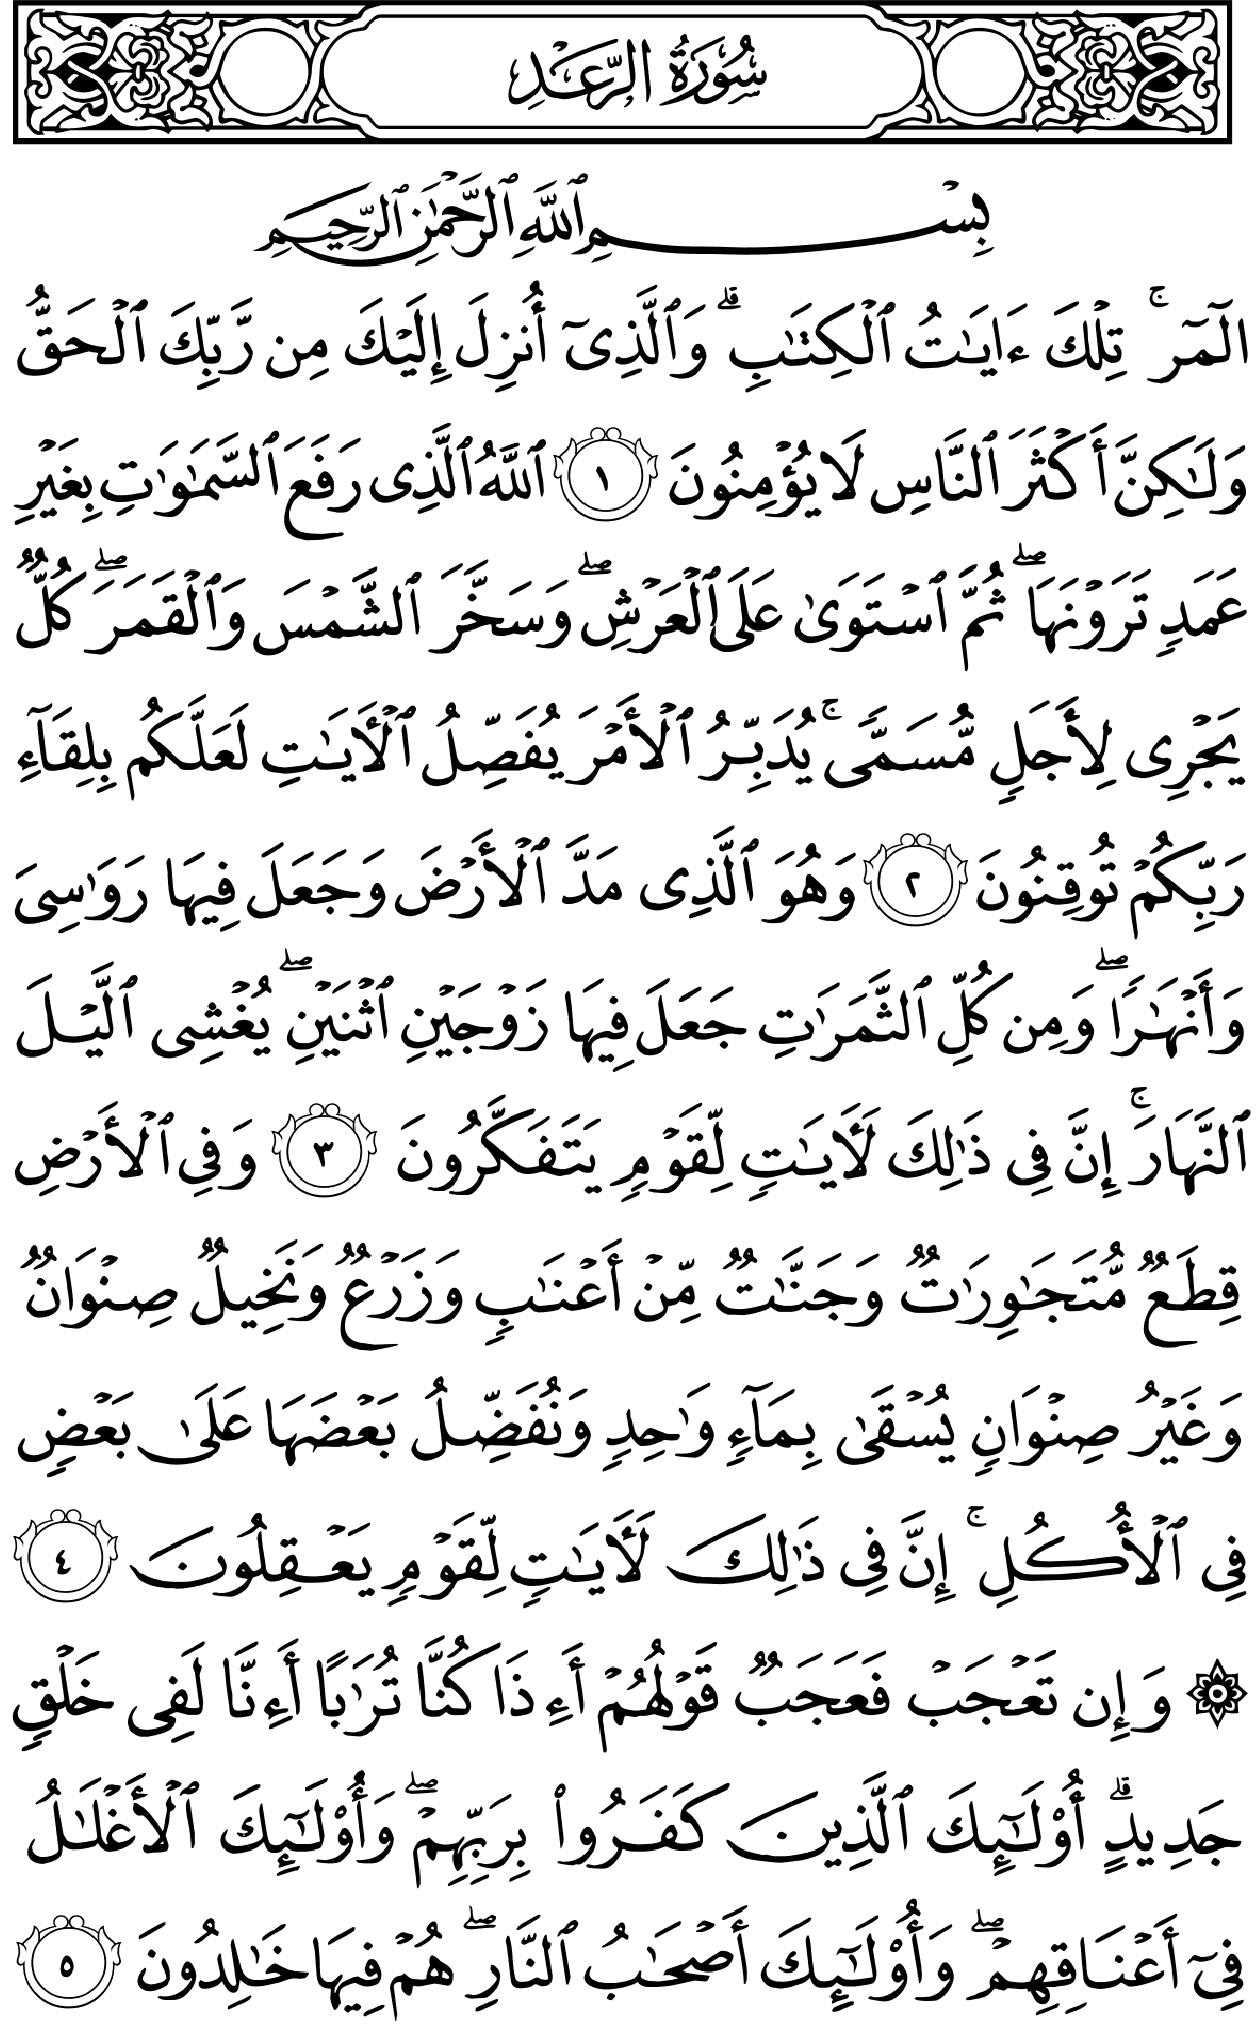 سُورَةُ الرَّعْدِ
بِسْمِ ٱللَّهِ ٱلرَّحْمَٰنِ ٱلرَّحِيمِ
الٓمٓر ۚ تِلْكَ ءَايَٰتُ ٱلْكِتَٰبِ ۗ وَٱلَّذِىٓ أُنزِلَ إِلَيْكَ مِن رَّبِّكَ ٱلْحَقُّ
وَلَٰكِنَّ أَكْثَرَ ٱلنَّاسِ لَا يُؤْمِنُونَ ١ ٱللَّهُ ٱلَّذِى رَفَعَ ٱلسَّمَٰوَٰتِ بِغَيْرِ
عَمَدٍ تَرَوْنَهَا ۖ ثُمَّ ٱسْتَوَىٰ عَلَى ٱلْعَرْشِ ۖ وَسَخَّرَ ٱلشَّمْسَ وَٱلْقَمَرَ ۖ كُلٌّ
يَجْرِى لِأَجَلٍ مُّسَمًّى ۚ يُدَبِّرُ ٱلْأَمْرَ يُفَصِّلُ ٱلْءَايَٰتِ لَعَلَّكُم بِلِقَآءِ
رَبِّكُمْ تُوقِنُونَ ٢ وَهُوَ ٱلَّذِى مَدَّ ٱلْأَرْضَ وَجَعَلَ فِيهَا رَوَٰسِىَ
وَأَنْهَٰرًا ۖ وَمِن كُلِّ ٱلثَّمَرَٰتِ جَعَلَ فِيهَا زَوْجَيْنِ ٱثْنَيْنِ ۖ يُغْشِى ٱلَّيْلَ
ٱلنَّهَارَ ۚ إِنَّ فِى ذَٰلِكَ لَءَايَٰتٍ لِّقَوْمٍ يَتَفَكَّرُونَ ٣ وَفِى ٱلْأَرْضِ
قِطَعٌ مُّتَجَٰوِرَٰتٌ وَجَنَّٰتٌ مِّنْ أَعْنَٰبٍ وَزَرْعٌ وَنَخِيلٌ صِنْوَانٌ
وَغَيْرُ صِنْوَانٍ يُسْقَىٰ بِمَآءٍ وَٰحِدٍ وَنُفَضِّلُ بَعْضَهَا عَلَىٰ بَعْضٍ
فِى ٱلْأُكُلِ ۚ إِنَّ فِى ذَٰلِكَ لَءَايَٰتٍ لِّقَوْمٍ يَعْقِلُونَ ٤
۞ وَإِن تَعْجَبْ فَعَجَبٌ قَوْلُهُمْ أَءِذَا كُنَّا تُرَٰبًا أَءِنَّا لَفِى خَلْقٍ
جَدِيدٍ ۗ أُو۟لَٰٓئِكَ ٱلَّذِينَ كَفَرُوا۟ بِرَبِّهِمْ ۖ وَأُو۟لَٰٓئِكَ ٱلْأَغْلَٰلُ
فِىٓ أَعْنَاقِهِمْ ۖ وَأُو۟لَٰٓئِكَ أَصْحَٰبُ ٱلنَّارِ ۖ هُمْ فِيهَا خَٰلِدُونَ ٥